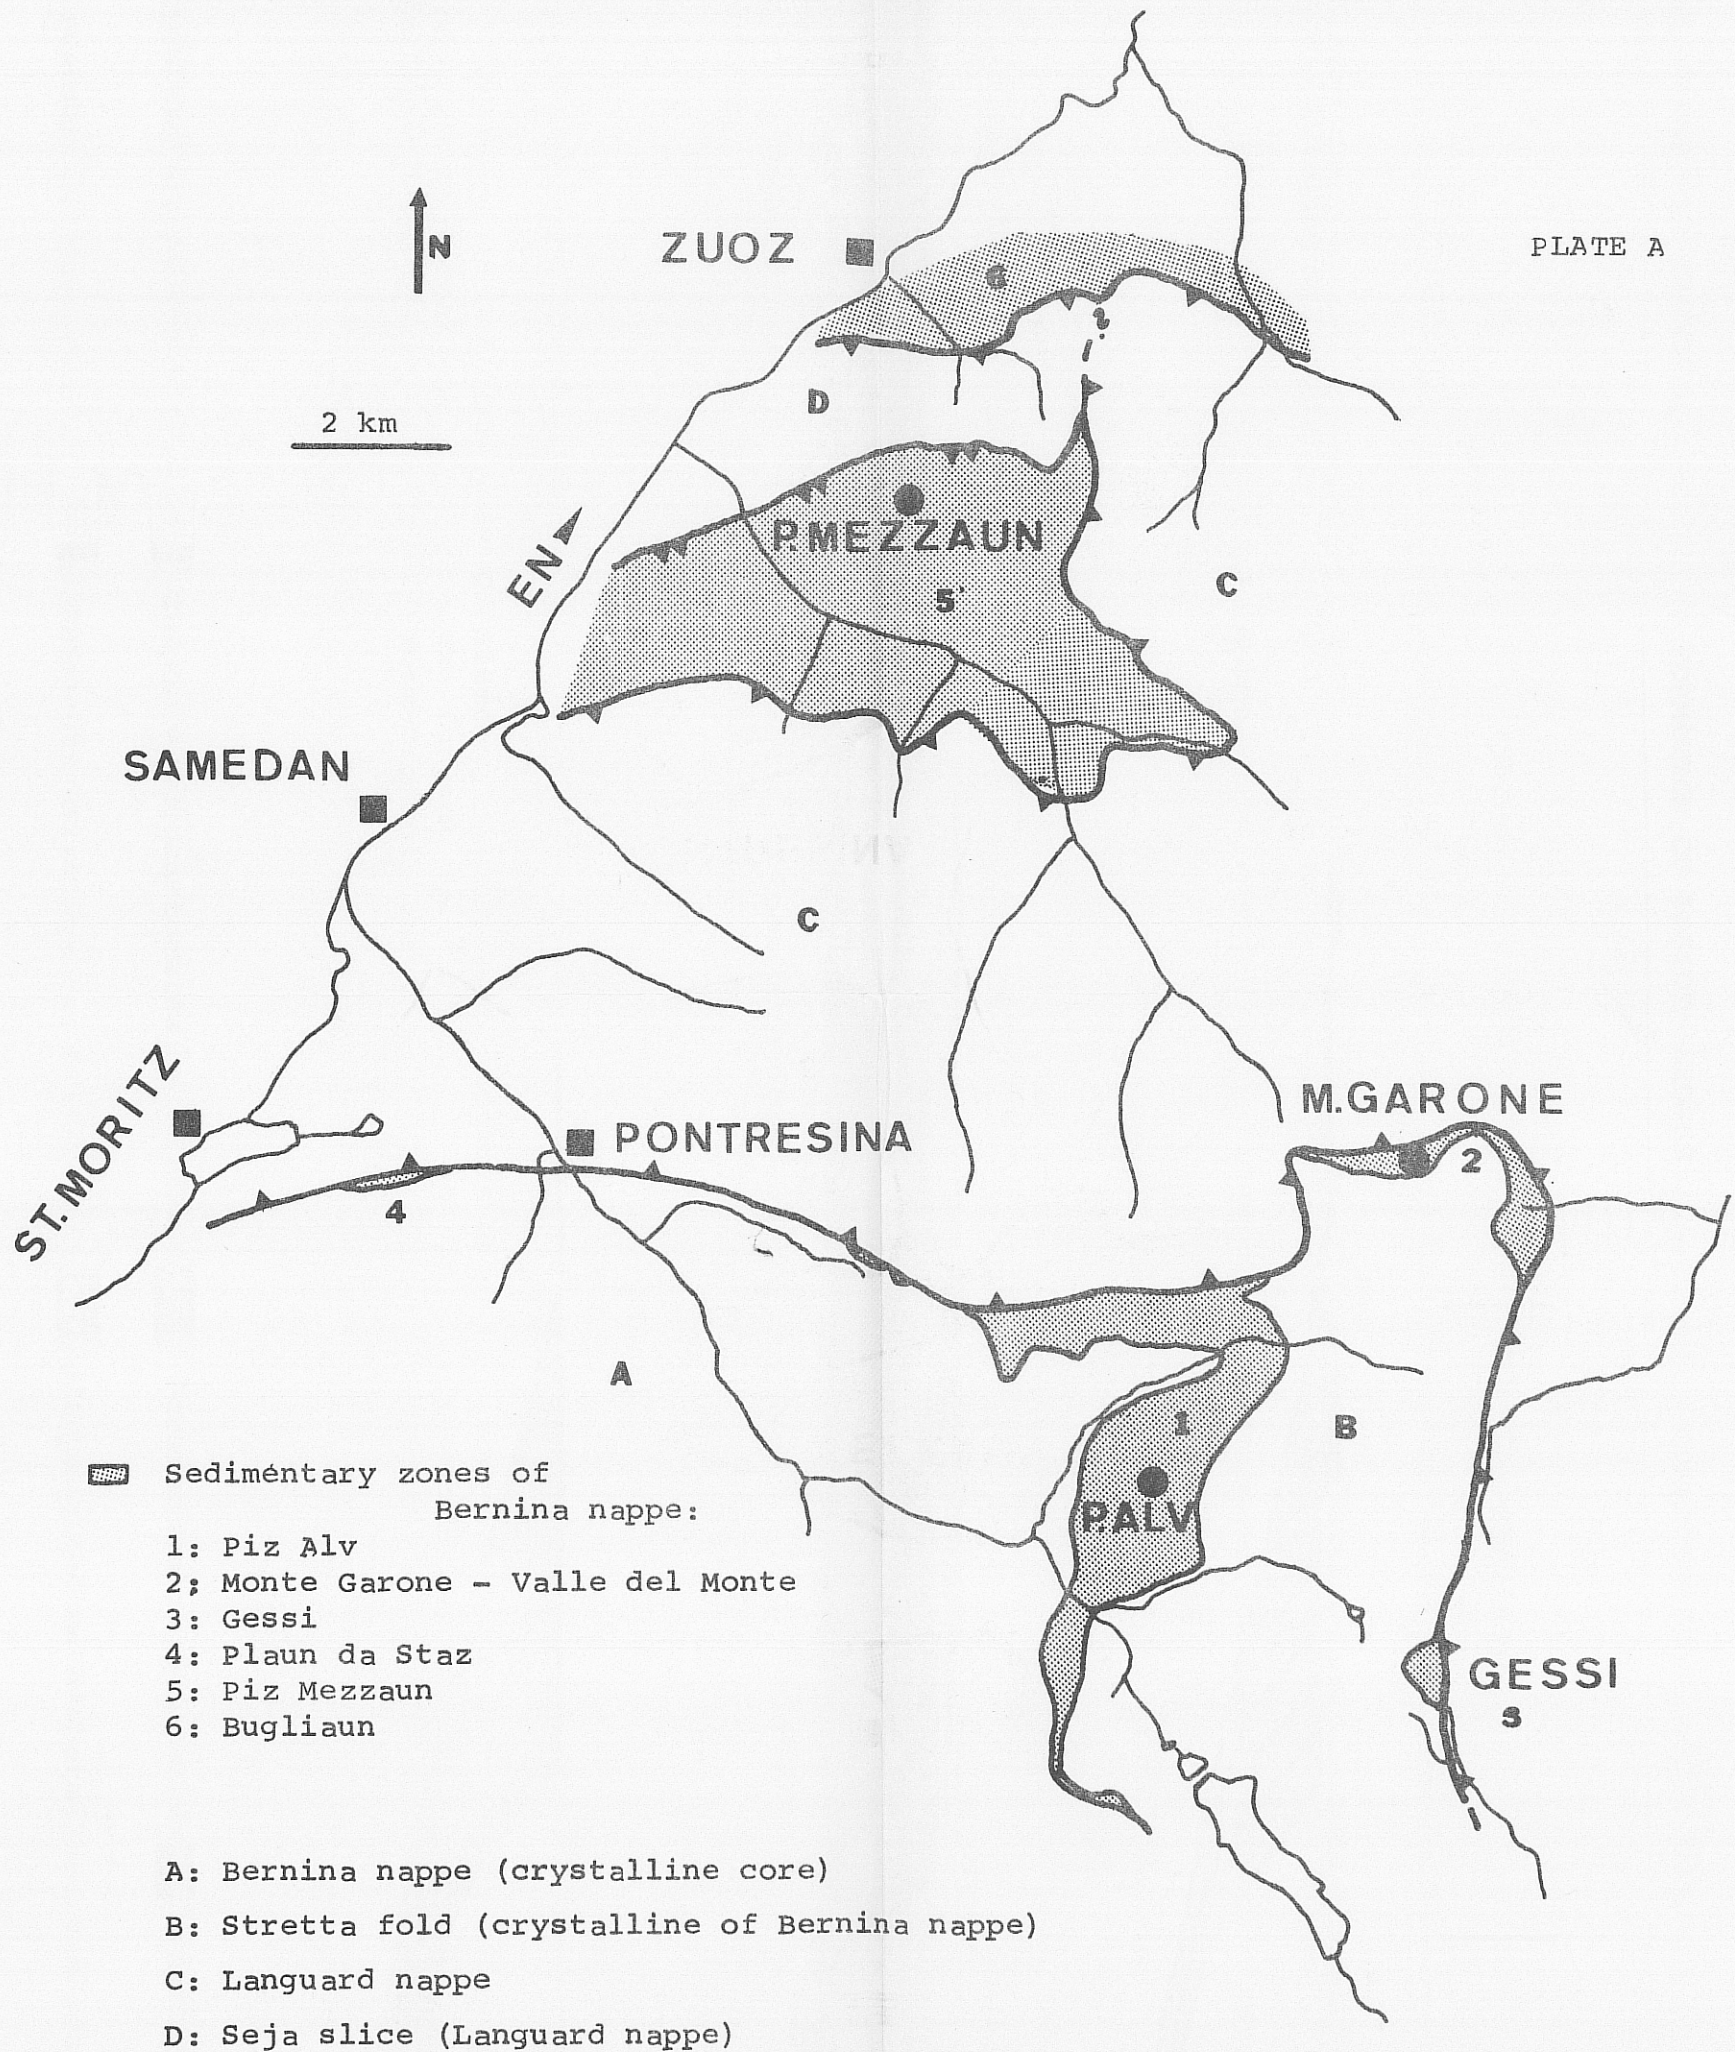 N
ZUOZ
PLATE A
6
?
2 km
D
P.MEZZAUN
EN
5
C
SAMEDAN
C
ST.MORITZ
M.GARONE
PONTRESINA
2
4
A
1
B
P.ALV
Sedimentary zones of
Bernina nappe:
1: Piz Alv
2; Monte Garone - Valle del Monte
3: Gessi
4: Plaun da Staz
5: Piz Mezzaun
6: Bugliaun
GESSI
3
A: Bernina nappe (crystalline core)
B: Stretta fold (crystalline of Bernina nappe)
C: Languard nappe
D: Seja slice (Languard nappe)